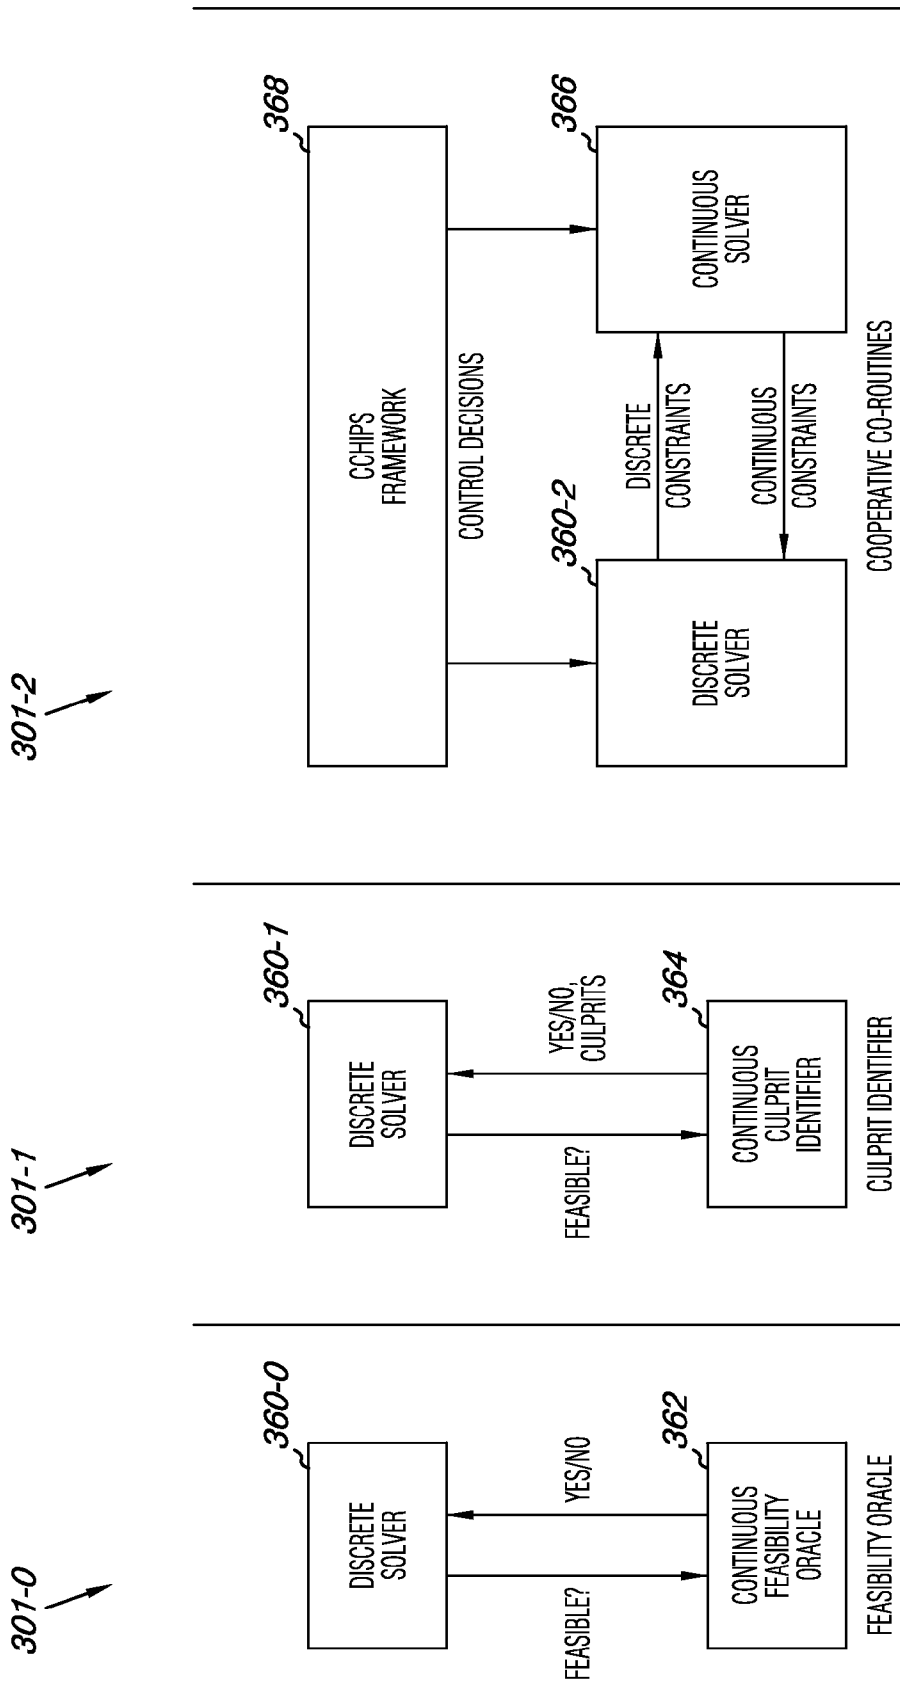 301-0
360-0
DISCRETE
SOLVER
FEASIBLE?
YES/NO
362
CONTINUOUS
FEASIBILITY
ORACLE
FEASIBILITY ORACLE
301-1
360-1
DISCRETE
SOLVER
FEASIBLE?
YES/NO,
CULPRITS
364
CONTINUOUS
CULPRIT
IDENTIFIER
CULPRIT IDENTIFIER
301-2
368
CCHIPS
FRAMEWORK
CONTROL DECISIONS
360-2
DISCRETE
SOLVER
DISCRETE
CONSTRAINTS
CONTINUOUS
CONSTRAINTS
366
CONTINUOUS
SOLVER
COOPERATIVE CO-ROUTINES